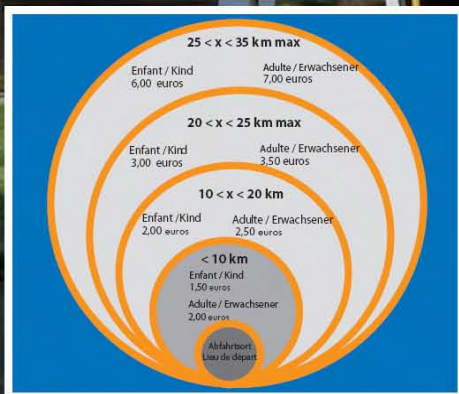 25 < x < 35 km max
Enfant / Kind
6,00 euros
Adulte / Erwachsener
7,00 euros
20 < x < 25 km max
Enfant / Kind
3,00 euros
Adulte / Erwachsener
3,50 euros
10 < x < 20 km
Enfant /Kind
2,00 euros
Adulte / Erwachsener
2,50 euros
< 10 km
Enfant / Kind
1,50 euros
Adulte / Erwachsener
2,00 euros
Abfahrtsort
Lieu de départ